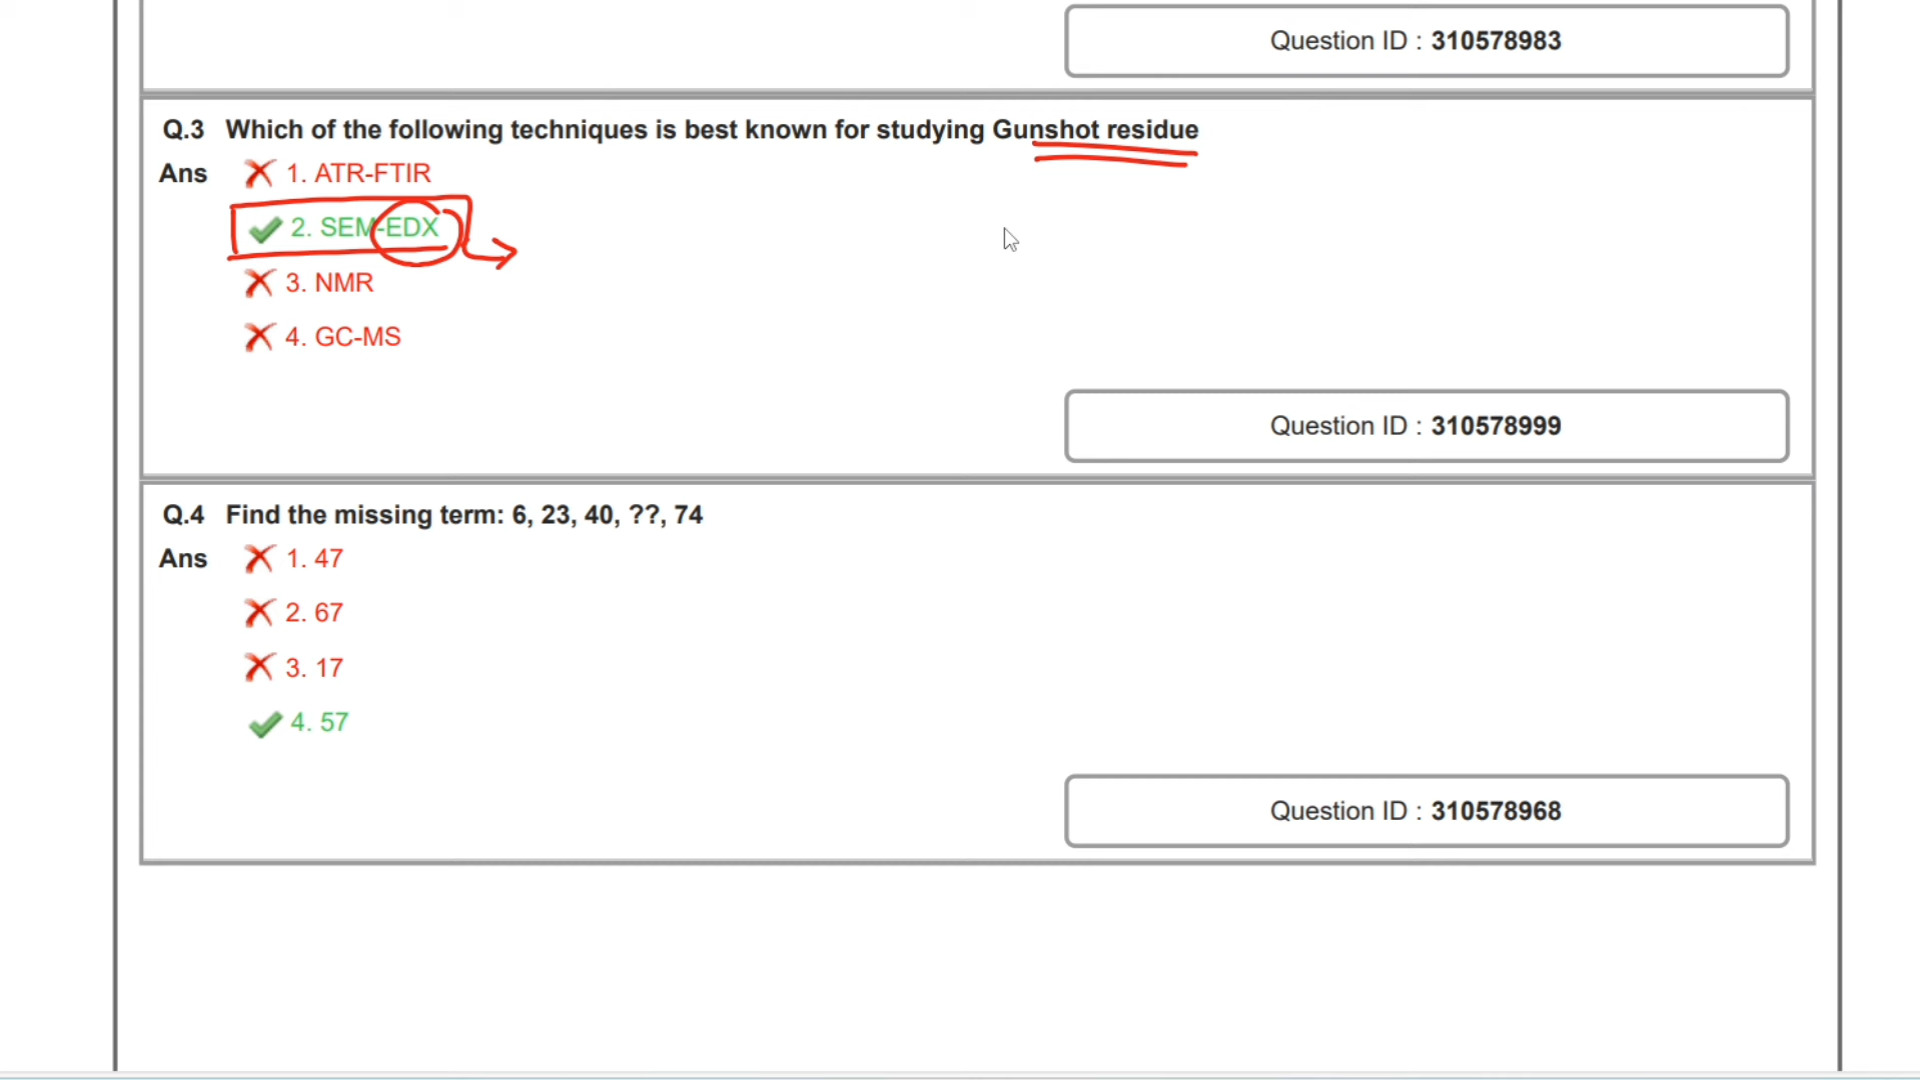 Question ID : 310578983
Q.3 Which of the following techniques is best known for studying Gunshot residue
Ans 1. ATR-FTIR
2. SEM-EDX
3. NMR
4. GC-MS
Question ID : 310578999
Q.4 Find the missing term: 6, 23, 40, ??, 74
Ans 1. 47
2. 67
3. 17
4. 57
Question ID : 310578968